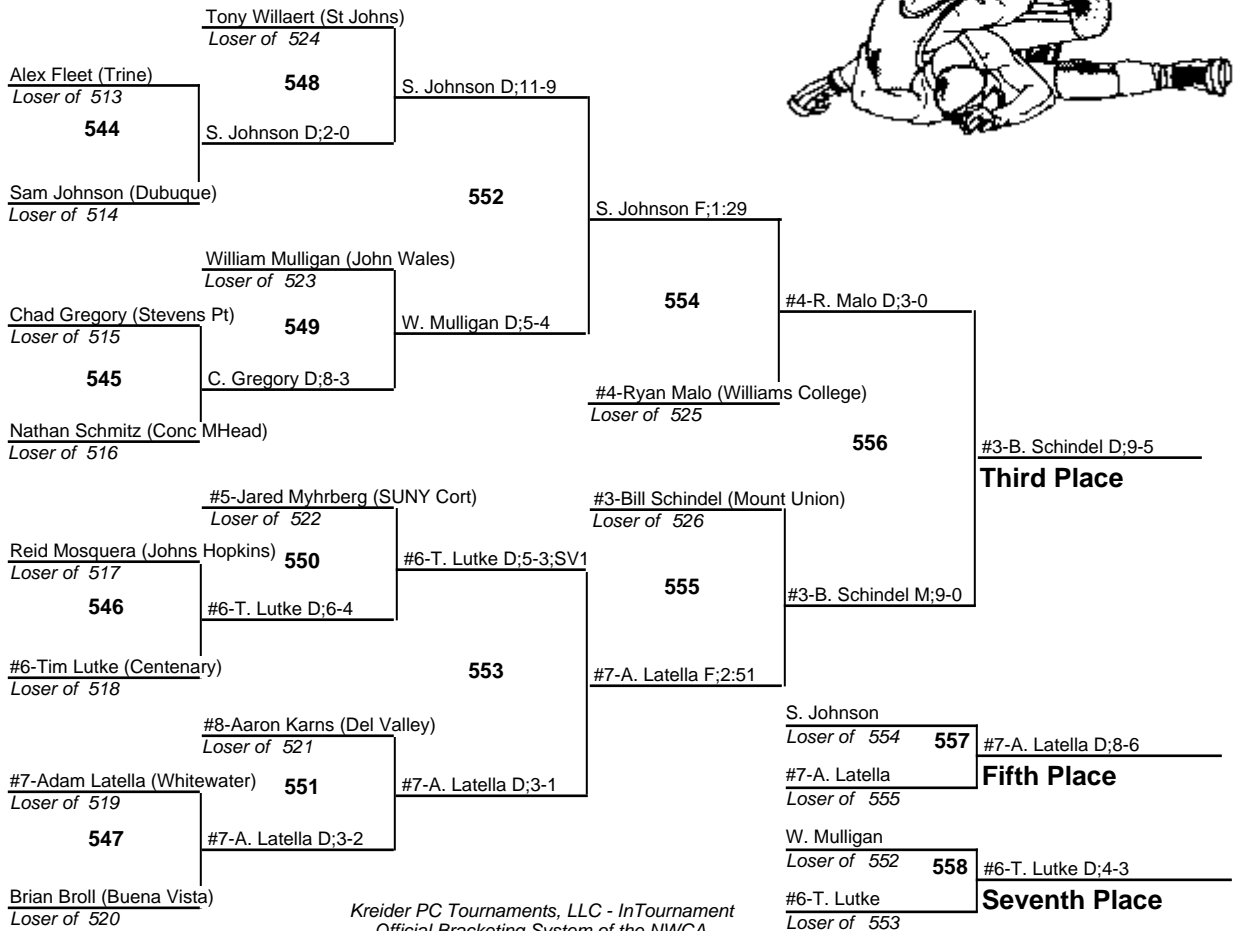 Tony Willaert (St Johns)
Loser of 524
Alex Fleet (Trine)
Loser of 513
548
S. Johnson D;11-9
544
S. Johnson D;2-0
Sam Johnson (Dubuque)
Loser of 514
552
S. Johnson F;1:29
William Mulligan (John Wales)
Loser of 523
Chad Gregory (Stevens Pt)
Loser of 515
549
W. Mulligan D;5-4
554
#4-R. Malo D;3-0
545
C. Gregory D;8-3
#4-Ryan Malo (Williams College)
Loser of 525
Nathan Schmitz (Conc MHead)
Loser of 516
556
#3-B. Schindel D;9-5
Third Place
#5-Jared Myhrberg (SUNY Cort)
Loser of 522
#3-Bill Schindel (Mount Union)
Loser of 526
Reid Mosquera (Johns Hopkins)
Loser of 517
550
#6-T. Lutke D;5-3;SV1
555
546
#6-T. Lutke D;6-4
#3-B. Schindel M;9-0
#6-Tim Lutke (Centenary)
Loser of 518
553
#7-A. Latella F;2:51
#8-Aaron Karns (Del Valley)
Loser of 521
S. Johnson
Loser of 554
557
#7-A. Latella D;8-6
Fifth Place
#7-Adam Latella (Whitewater)
Loser of 519
551
#7-A. Latella D;3-1
#7-A. Latella
Loser of 555
547
#7-A. Latella D;3-2
W. Mulligan
Loser of 552
558
#6-T. Lutke D;4-3
Seventh Place
Brian Broll (Buena Vista)
Loser of 520
#6-T. Lutke
Loser of 553
Kreider PC Tournaments, LLC - InTournament
Official Bracketing System of the NWCA